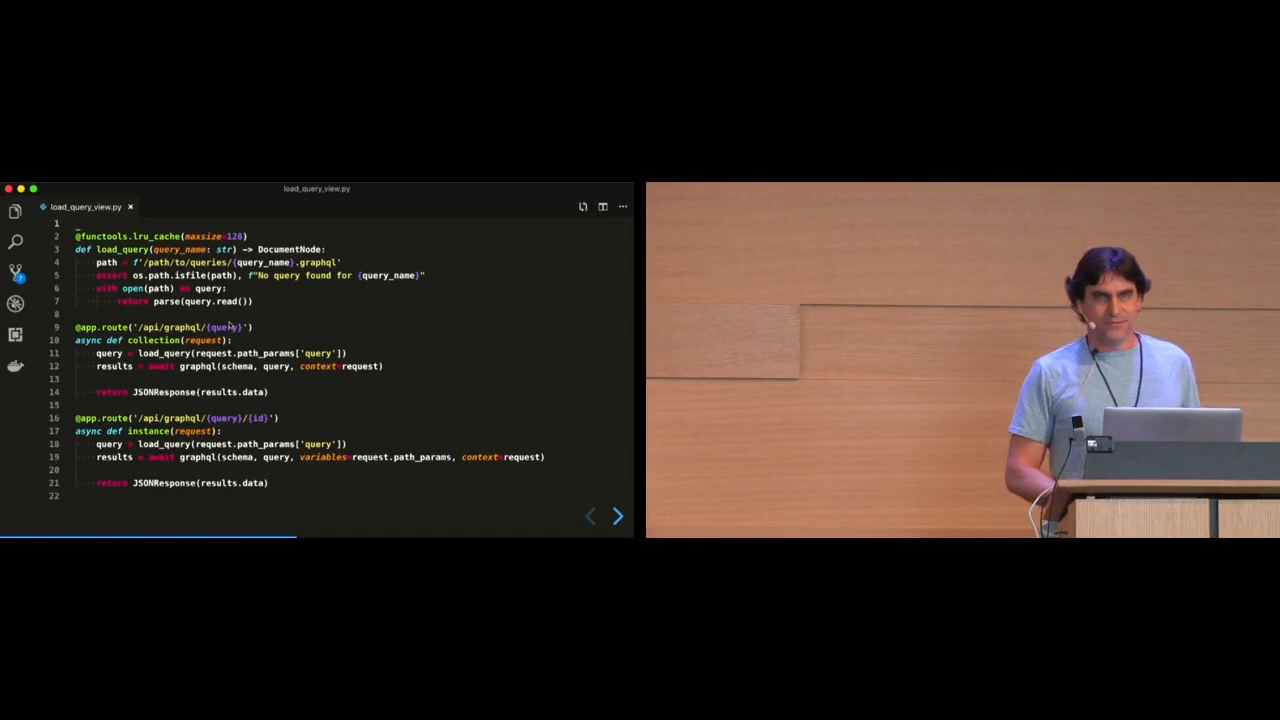 load_query_view.py
load_query_view.py ×
1
2 @functools.lru_cache(maxsize=128)
3 def load_query(query_name: str) -> DocumentNode:
4 path = f'/path/to/queries/{query_name}.graphql'
5 assert os.path.isfile(path), f"No query found for {query_name}"
6 with open(path) as query:
7 return parse(query.read())
8
9 @app.route('/api/graphql/{query}')
10 async def collection(request):
11 query = load_query(request.path_params['query'])
12 results = await graphql(schema, query, context=request)
13
14 return JSONResponse(results.data)
15
16 @app.route('/api/graphql/{query}/{id}')
17 async def instance(request):
18 query = load_query(request.path_params['query'])
19 results = await graphql(schema, query, variables=request.path_params, context=request)
20
21 return JSONResponse(results.data)
22
7